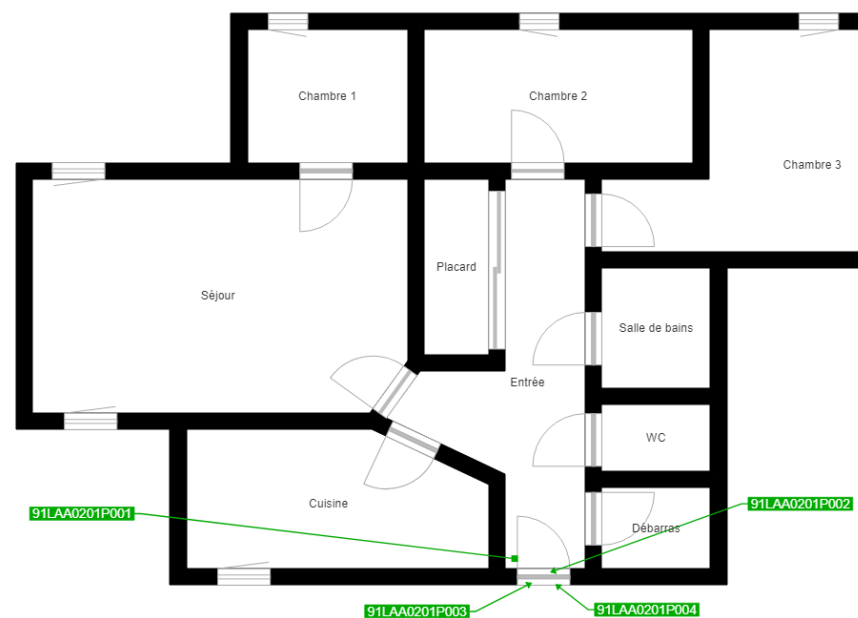 Chambre 1
Chambre 2
Chambre 3
Placard
Séjour
Salle de bains
Entrée
WC
Cuisine
91LAA0201P001
91LAA0201P002
Débarras
91LAA0201P003
91LAA0201P004